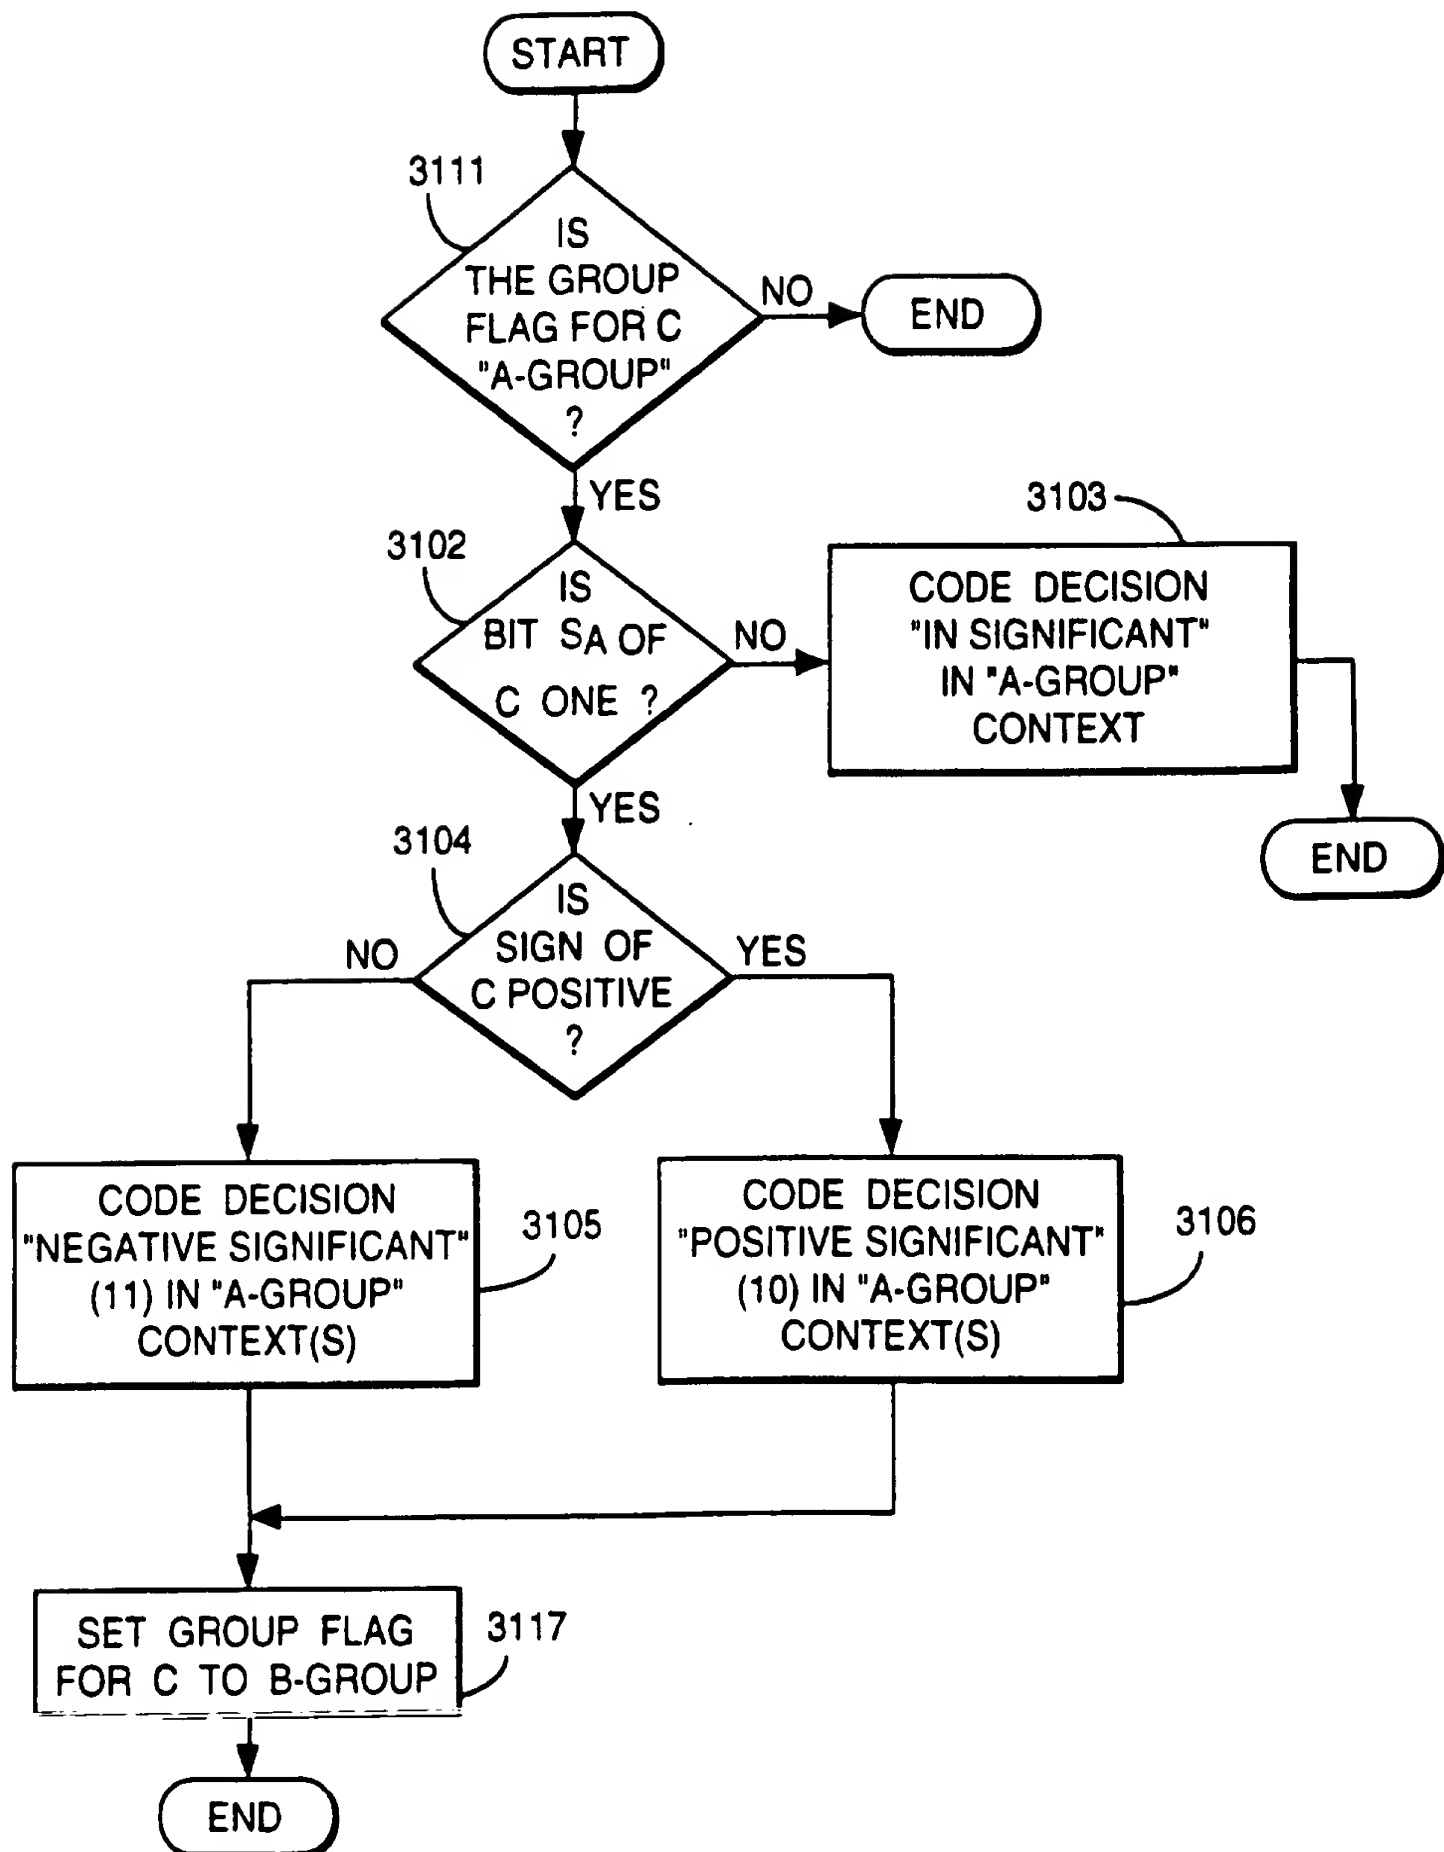 START
3111
IS
THE GROUP
FLAG FOR C
"A-GROUP"
?
NO
END
YES
3102
IS
BIT SA OF
C ONE ?
NO
3103
CODE DECISION
"IN SIGNIFICANT"
IN "A-GROUP"
CONTEXT
END
YES
3104
IS
SIGN OF
C POSITIVE
?
NO
YES
CODE DECISION
"NEGATIVE SIGNIFICANT"
(11) IN "A-GROUP"
CONTEXT(S)
3105
CODE DECISION
"POSITIVE SIGNIFICANT"
(10) IN "A-GROUP"
CONTEXT(S)
3106
SET GROUP FLAG
FOR C TO B-GROUP
3117
END